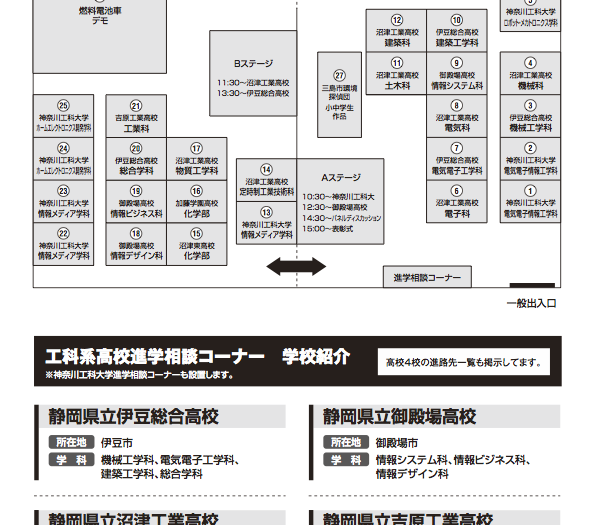 燃料電池車
デモ
Bステージ
11:30～沼津工業高校
13:30～伊豆総合高校
㉗
三島市環境
探偵団
小中学生
作品
⑫
沼津工業高校
建築科
⑩
伊豆総合高校
建築工学科
⑤
神奈川工科大学
ロボット・メカトロニクス学科
⑪
沼津工業高校
土木科
⑨
御殿場高校
情報システム科
④
沼津工業高校
機械科
㉕
神奈川工科大学
ホームエレクトロニクス開発学科
㉑
吉原工業高校
工業科
⑧
沼津工業高校
電気科
③
伊豆総合高校
機械工学科
㉔
神奈川工科大学
ホームエレクトロニクス開発学科
⑳
伊豆総合高校
総合学科
⑰
沼津工業高校
物質工学科
⑦
伊豆総合高校
電気電子工学科
②
神奈川工科大学
電気電子情報工学科
⑭
沼津工業高校
定時制工業技術科
Aステージ
10:30～神奈川工科大
12:30～御殿場高校
14:30～パネルディスカッション
15:00～表彰式
㉓
神奈川工科大学
情報メディア学科
⑲
御殿場高校
情報ビジネス科
⑯
加藤学園高校
化学部
⑥
沼津工業高校
電子科
①
神奈川工科大学
電気電子情報工学科
⑬
神奈川工科大学
情報メディア学科
㉒
神奈川工科大学
情報メディア学科
⑱
御殿場高校
情報デザイン科
⑮
沼津東高校
化学部
進学相談コーナー
一般出入口
工科系高校進学相談コーナー　学校紹介
※神奈川工科大学進学相談コーナーも設置します。
高校4校の進路先一覧も掲示してます。
静岡県立伊豆総合高校
所在地 伊豆市
学科 機械工学科、電気電子工学科、
建築工学科、総合学科
静岡県立御殿場高校
所在地 御殿場市
学科 情報システム科、情報ビジネス科、
情報デザイン科
静岡県立沼津工業高校
静岡県立吉原工業高校